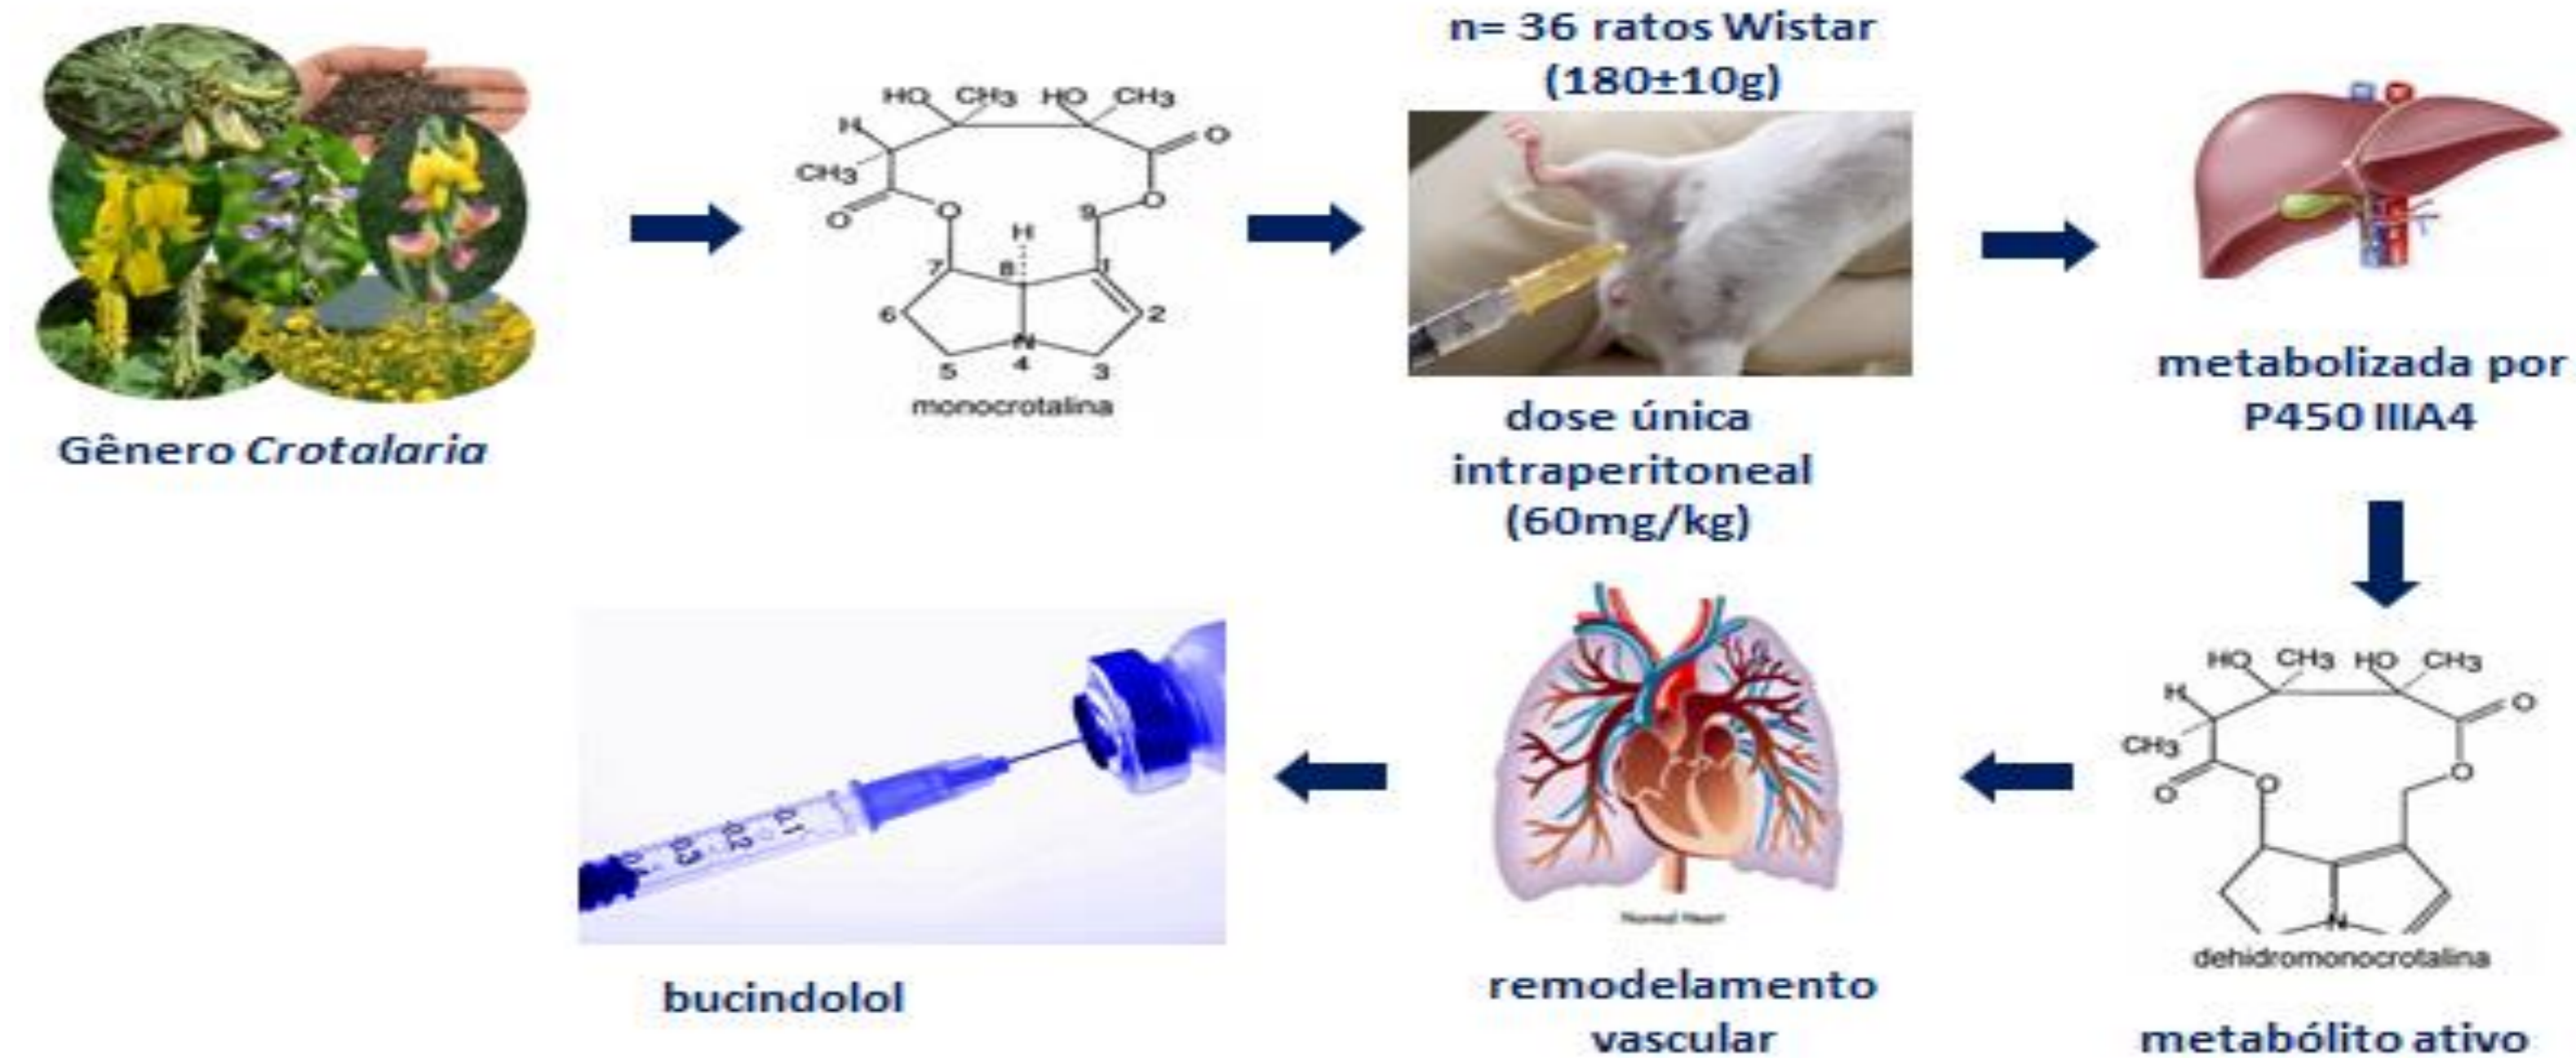 Gênero Crotalaria
HO CH3 HO CH3
H
O
CH3
O
O
O
9
H
7
8
1
6
2
N
5
4
3
monocrotalina
n= 36 ratos Wistar
(180±10g)
dose única
intraperitoneal
(60mg/kg)
metabolizada por
P450 IIIA4
HO CH3 HO CH3
H
O
CH3
O
O
O
N
dehidromonocrotalina
metabólito ativo
Normal Heart
remodelamento
vascular
0.3 0.2 0.1
bucindolol